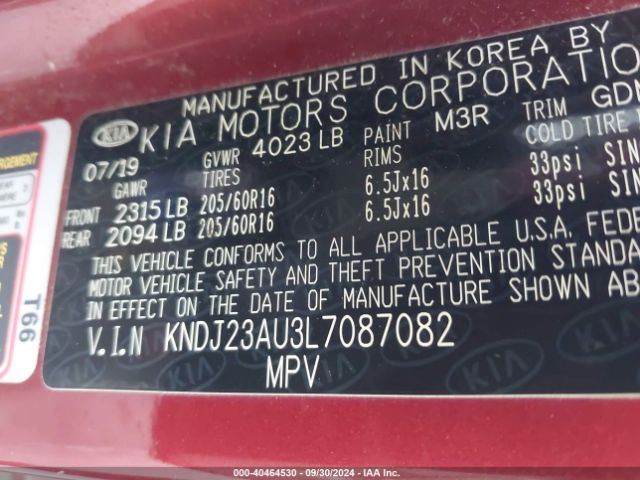 MANUFACTURED IN KOREA BY
KIA KIA MOTORS CORPORATION
07/19 GVWR 4023 LB PAINT M3R TRIM
GAWR TIRES RIMS COLD TIRE
FRONT 2315 LB 205/60R16 6.5Jx16 33psi SIN
REAR 2094 LB 205/60R16 6.5Jx16 33psi SIN
THIS VEHICLE CONFORMS TO ALL APPLICABLE U.S.A. FEDE
MOTOR VEHICLE SAFETY AND THEFT PREVENTION STANDA
IN EFFECT ON THE DATE OF MANUFACTURE SHOWN AB
V.I.N KNDJ23AU3L7087082
MPV
T66
000-40464530 - 09/30/2024 - IAA Inc.